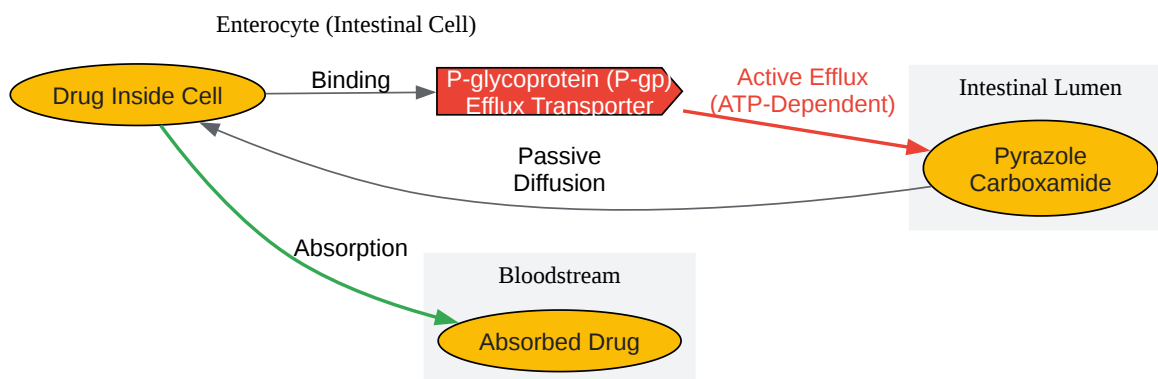 Enterocyte (Intestinal Cell)
Drug Inside Cell
Binding
P-glycoprotein (P-gp)
Efflux Transporter
Active Efflux
(ATP-Dependent)
Intestinal Lumen
Pyrazole
Carboxamide
Passive
Diffusion
Absorption
Bloodstream
Absorbed Drug